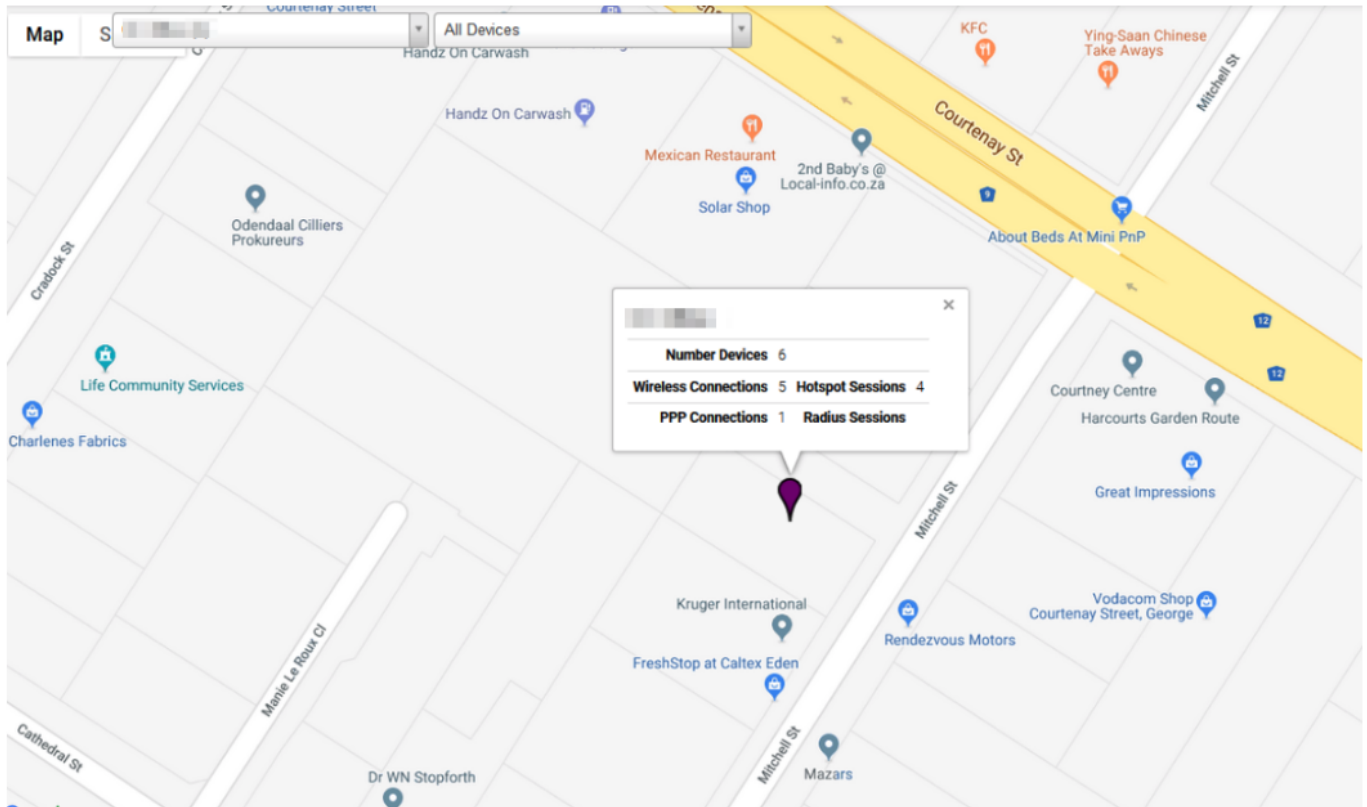 Courtenay Street
Map
S
All Devices
Handz On Carwash
KFC
Ying-Saan Chinese
Take Aways
Mitchell St
Handz On Carwash
Courtenay St
Mexican Restaurant
2nd Baby's @
Local-info.co.za
Solar Shop
9
Odendaal Cilliers
Prokureurs
About Beds At Mini PnP
Cradock St
12
Number Devices 6
Life Community Services
Wireless Connections 5 Hotspot Sessions 4
12
Courtney Centre
PPP Connections 1 Radius Sessions
Harcourts Garden Route
Charlenes Fabrics
Great Impressions
Mitchell St
Kruger International
Vodacom Shop
Courtenay Street, George
Rendezvous Motors
FreshStop at Caltex Eden
Manie Le Roux Cl
Cathedral St
Mitchell St
Mazars
Dr WN Stopforth